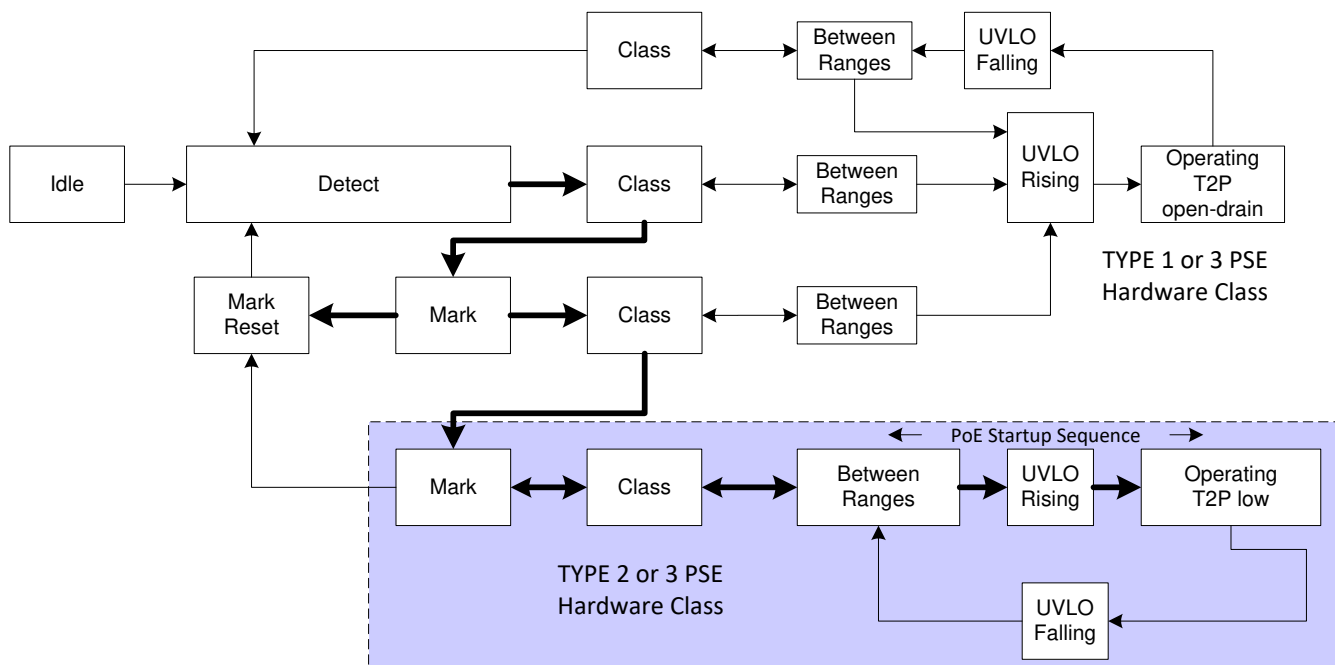 Class
Between
Ranges
UVLO
Falling
Idle
Detect
Class
Between
Ranges
UVLO
Rising
Operating
T2P
open-drain
TYPE 1 or 3 PSE
Hardware Class
Mark
Reset
Mark
Class
Between
Ranges
PoE Startup Sequence
Mark
Class
Between
Ranges
UVLO
Rising
Operating
T2P low
TYPE 2 or 3 PSE
Hardware Class
UVLO
Falling